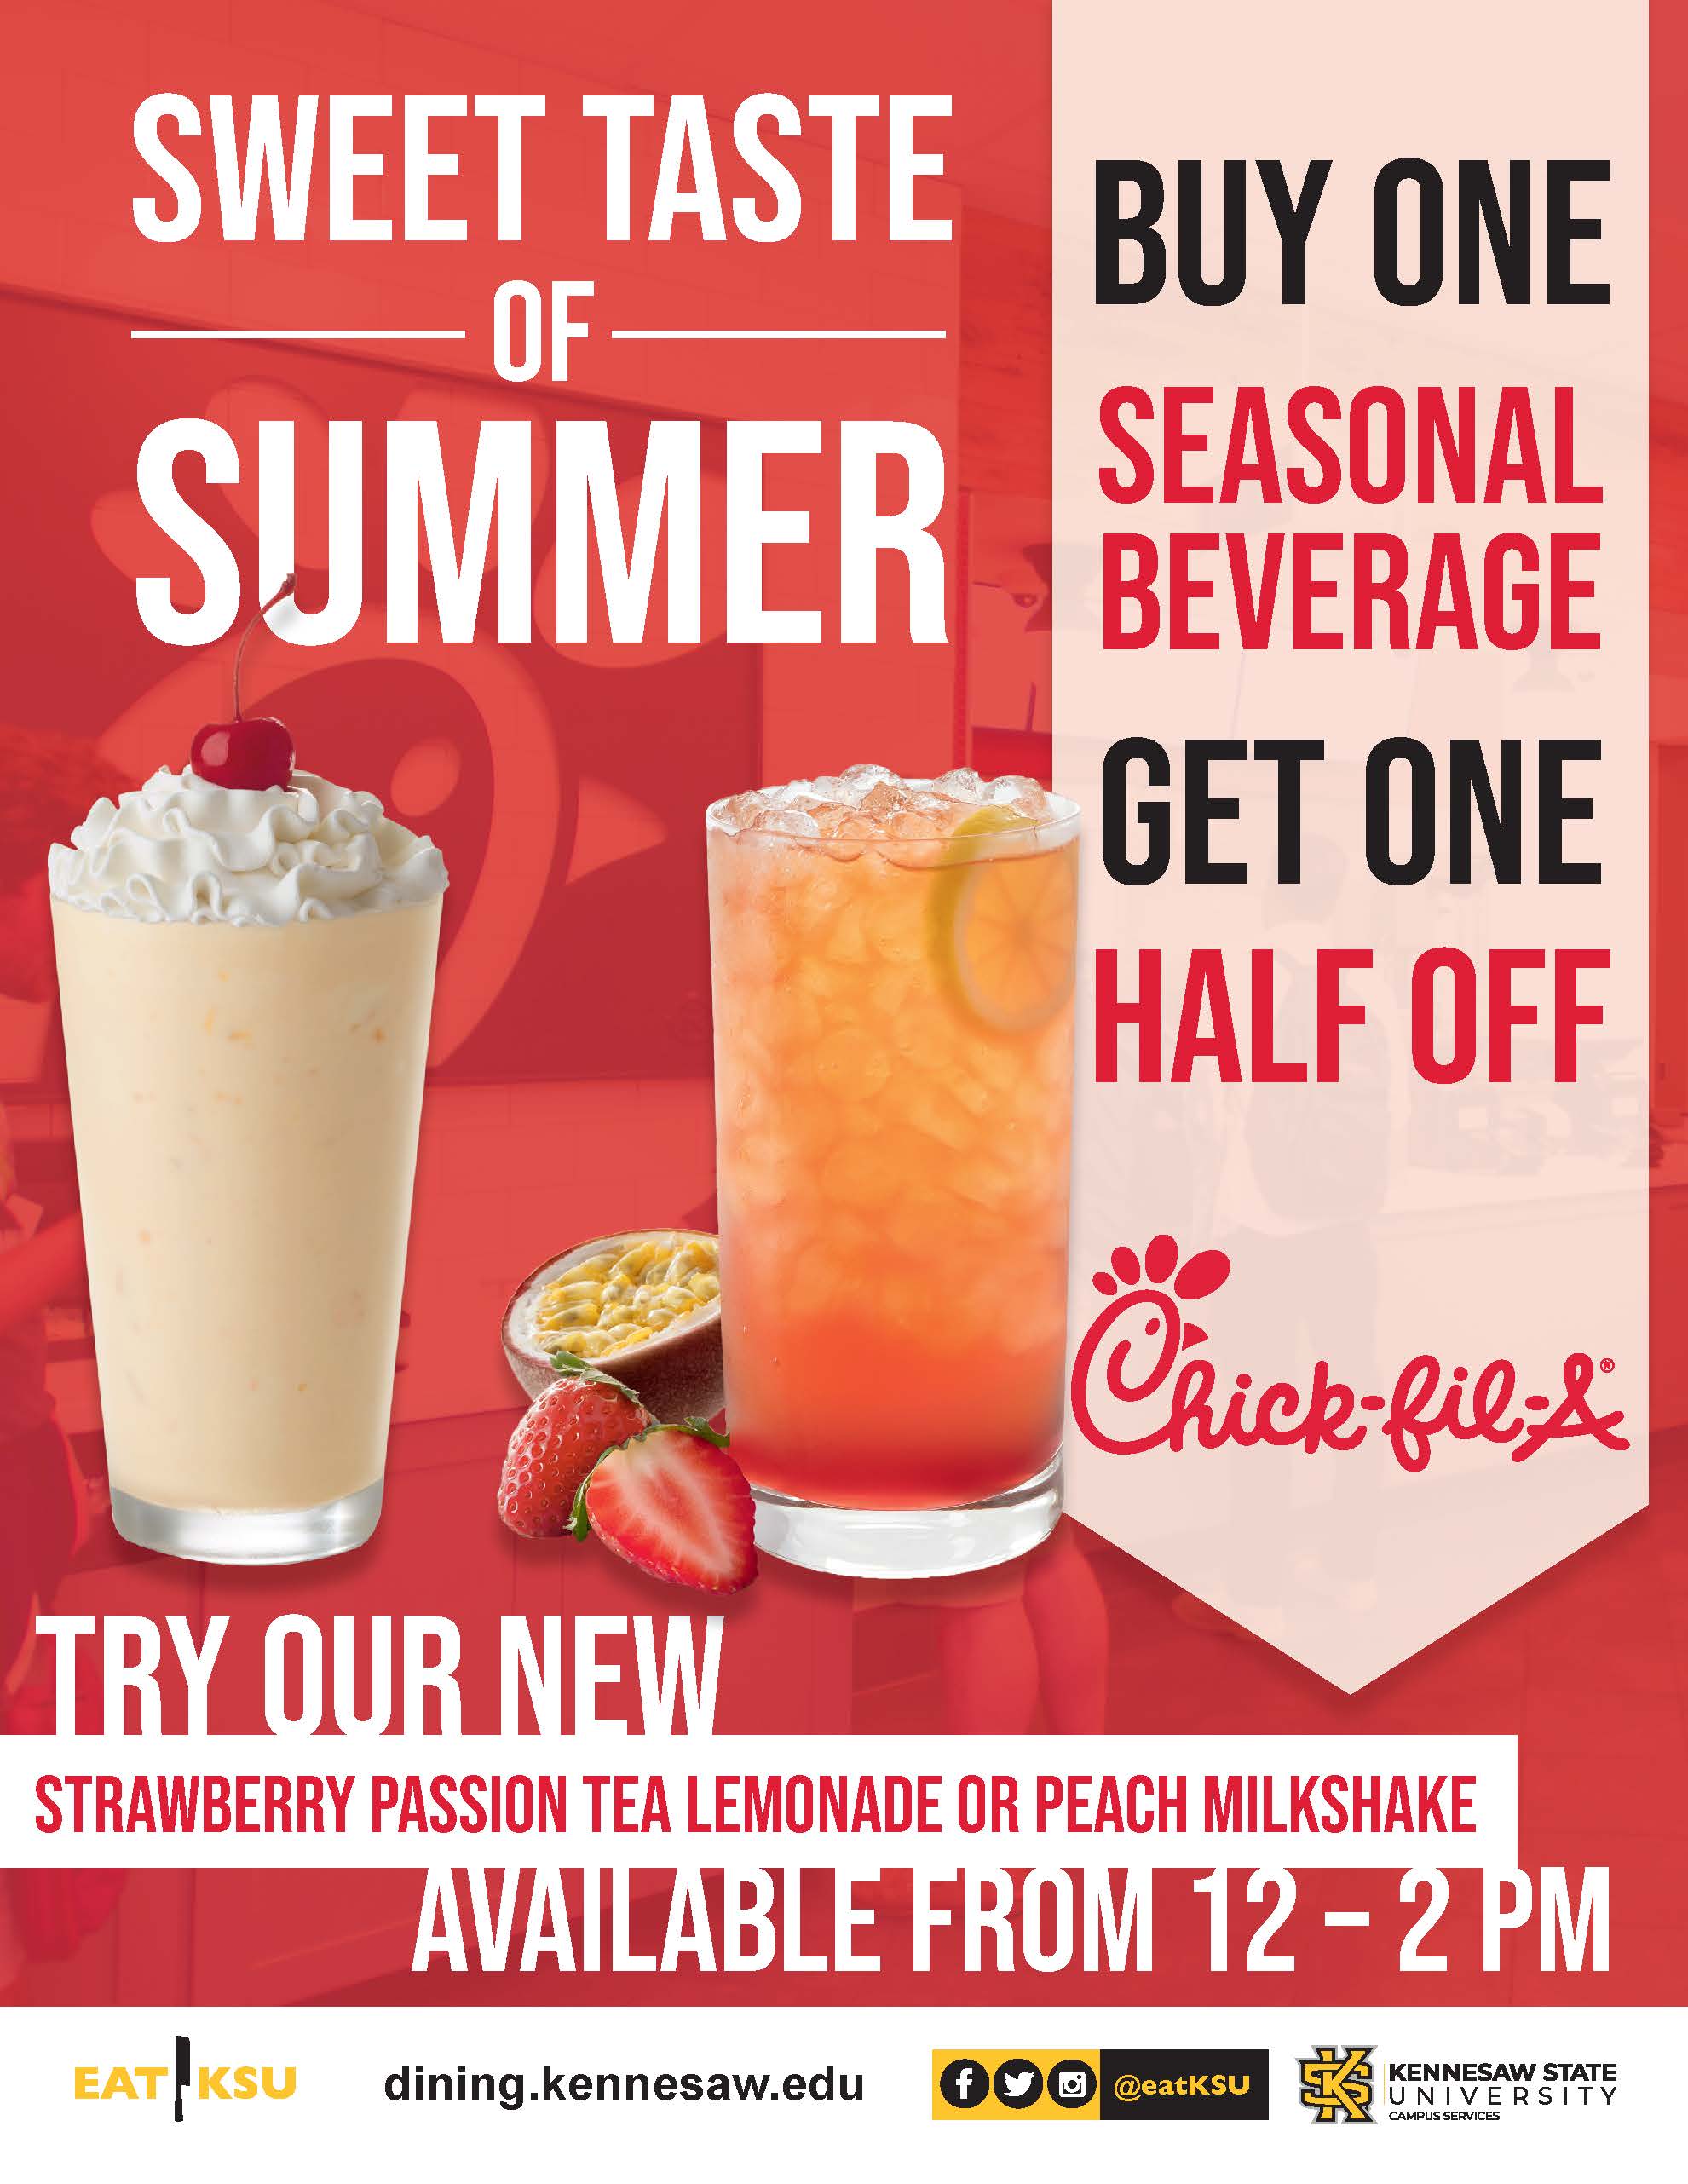 SWEET TASTE
OF
SUMMER
BUY ONE
SEASONAL
BEVERAGE
GET ONE
HALF OFF
Chick-fil-A®
TRY OUR NEW
STRAWBERRY PASSION TEA LEMONADE OR PEACH MILKSHAKE
AVAILABLE FROM 12 – 2 PM
EAT KSU
dining.kennesaw.edu
@eatKSU
KS
KENNESAW STATE
UNIVERSITY
CAMPUS SERVICES